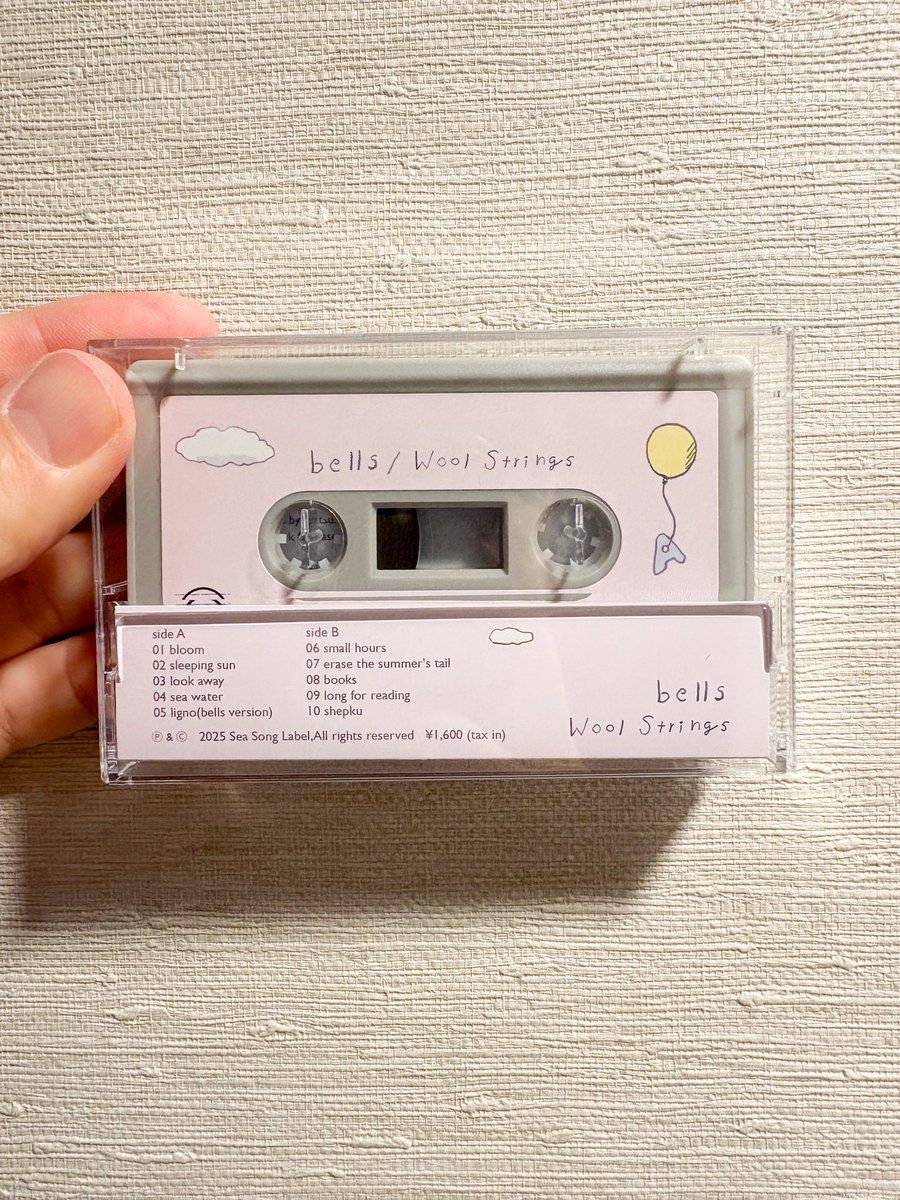 bells / Wool Strings
by
side A
01 bloom
02 sleeping sun
03 look away
04 sea water
05 ligno(bells version)
side B
06 small hours
07 erase the summer's tail
08 books
09 long for reading
10 shepku
Ⓟ & Ⓒ 2025 Sea Song Label,All rights reserved ¥1,600 (tax in)
bells
Wool Strings
A